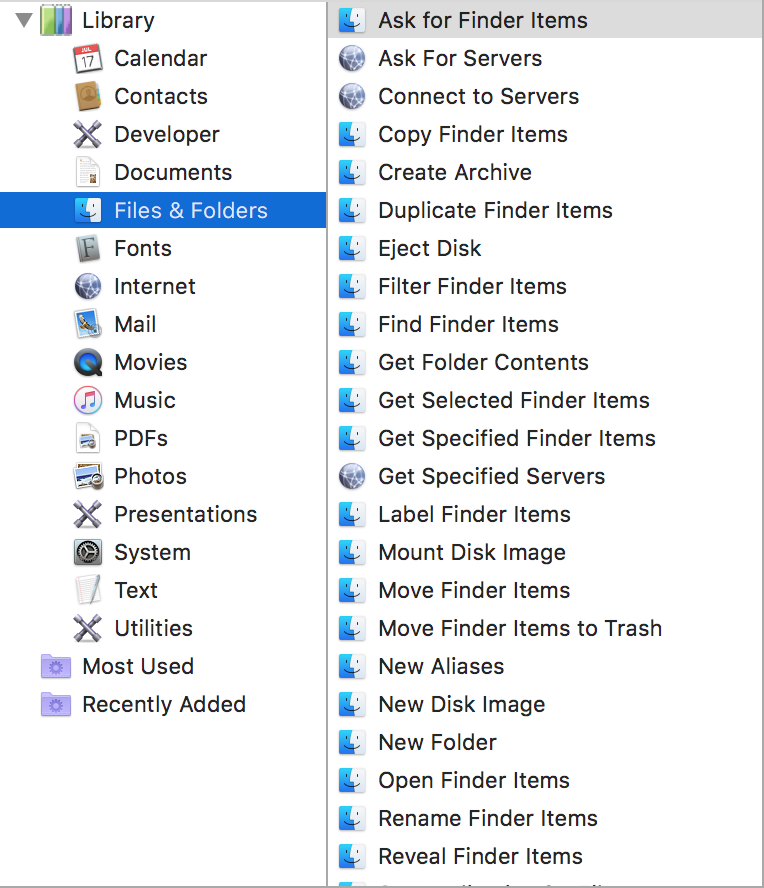 Library
Calendar
Contacts
Developer
Documents
Files & Folders
Fonts
Internet
Mail
Movies
Music
PDFs
Photos
Presentations
System
Text
Utilities
Most Used
Recently Added
Ask for Finder Items
Ask For Servers
Connect to Servers
Copy Finder Items
Create Archive
Duplicate Finder Items
Eject Disk
Filter Finder Items
Find Finder Items
Get Folder Contents
Get Selected Finder Items
Get Specified Finder Items
Get Specified Servers
Label Finder Items
Mount Disk Image
Move Finder Items
Move Finder Items to Trash
New Aliases
New Disk Image
New Folder
Open Finder Items
Rename Finder Items
Reveal Finder Items